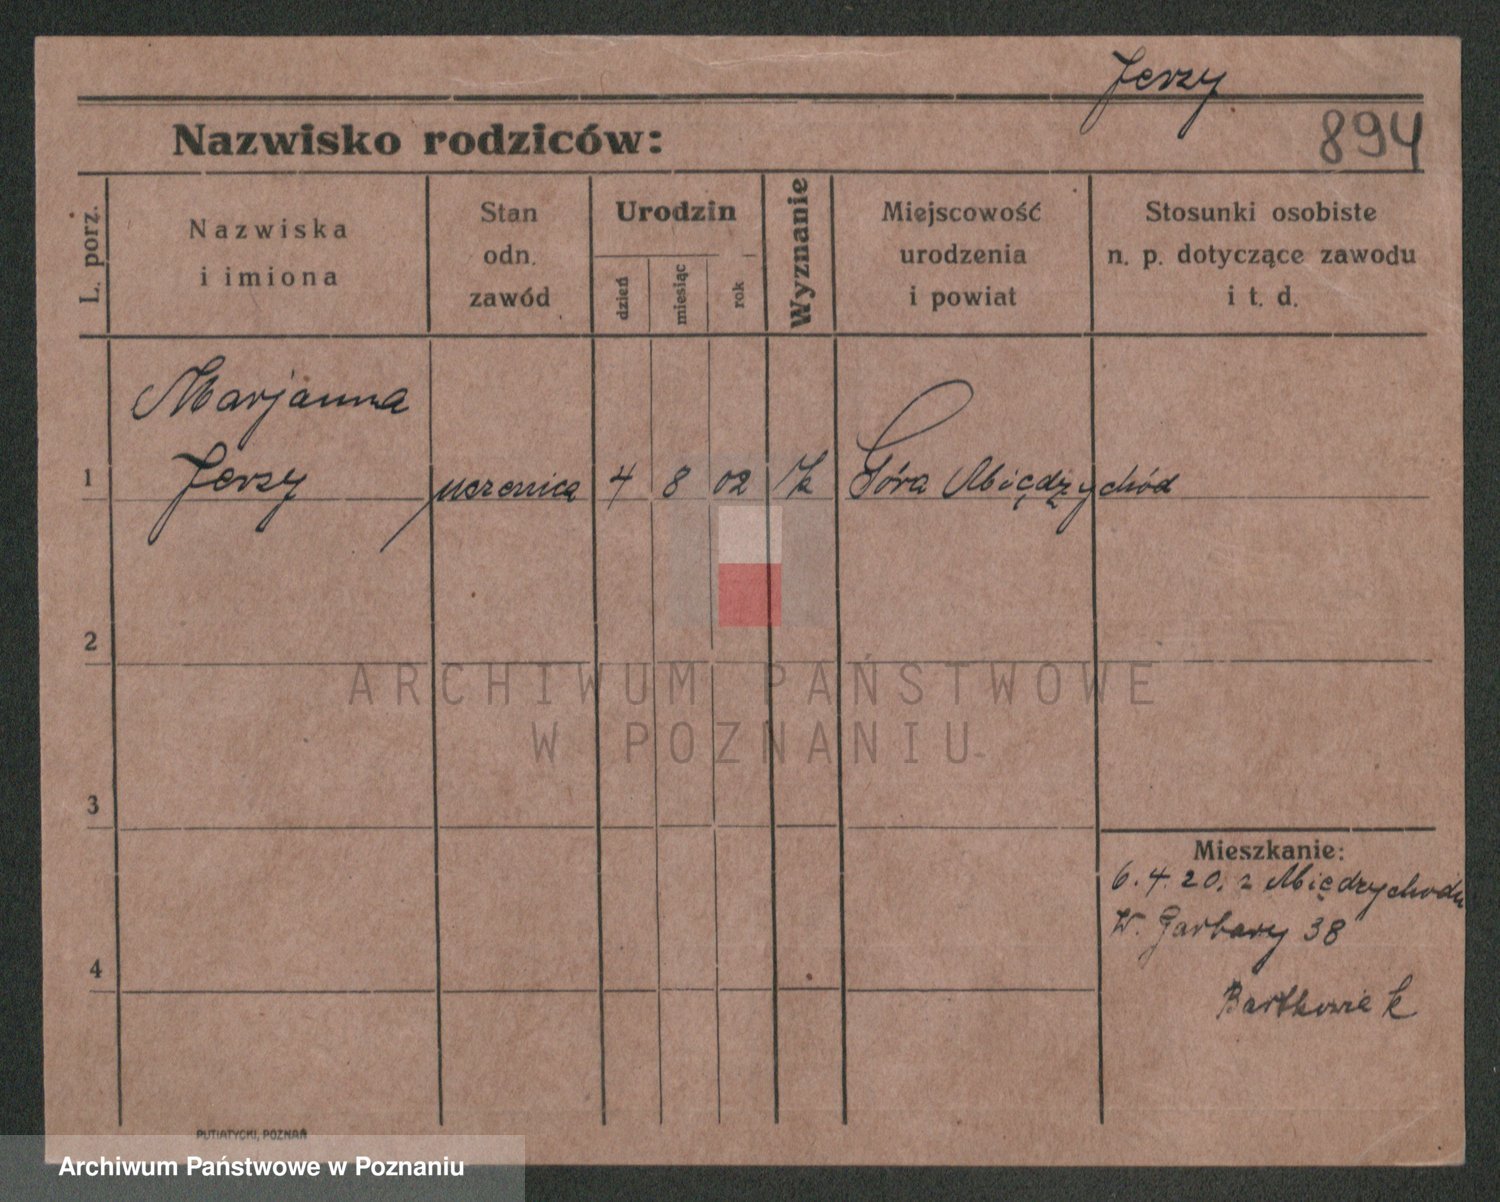 Jerzy
Nazwisko rodziców:
894
L. porz.
Nazwiska
i imiona
Stan
odn.
zawód
Urodzin
dzień
miesiąc
rok
Wyznanie
Miejscowość
urodzenia
i powiat
Stosunki osobiste
n. p. dotyczące zawodu
i t. d.
Marjanna
1 Jerzy uczenica 4 8 02 k Góra Międzychód
2
ARCHIWUM PAŃSTWOWE
W POZNANIU
3
Mieszkanie:
6.4.20. z Międzychodu
W. Garbary 38
4
Bartkowiak
PUTIATYCKI, POZNAŃ
Archiwum Państwowe w Poznaniu